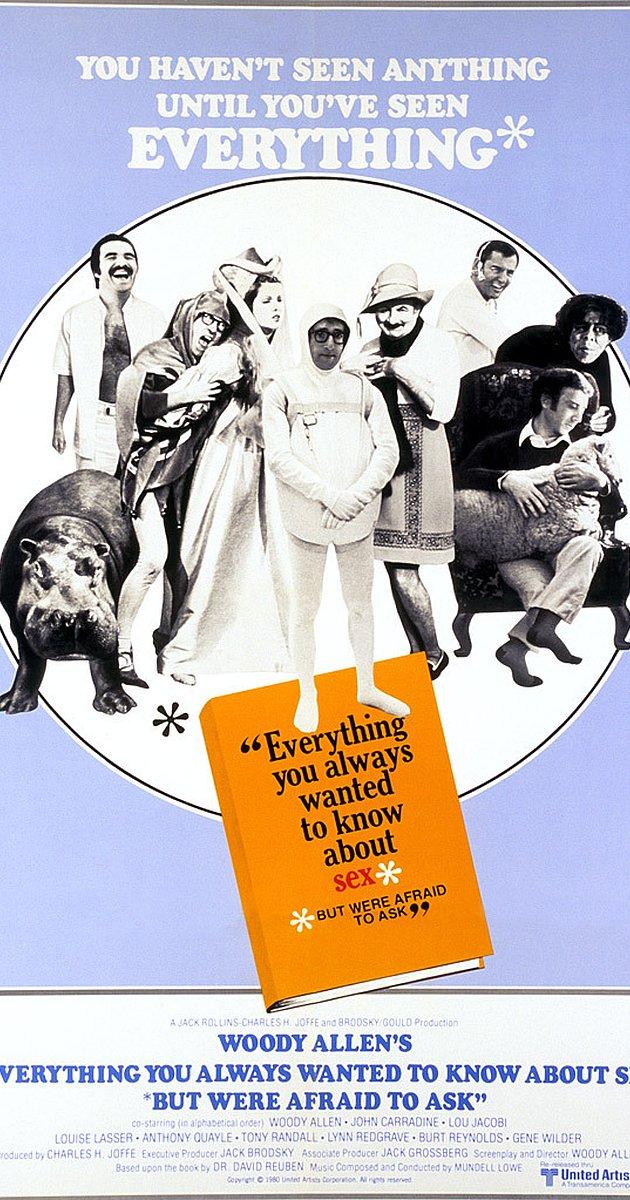 YOU HAVEN'T SEEN ANYTHING
UNTIL YOU'VE SEEN
EVERYTHING*
*
“Everything
you always
wanted
to know
about
sex*
*BUT WERE AFRAID
TO ASK”
A JACK ROLLINS-CHARLES H. JOFFE and BRODSKY/GOULD Production
WOODY ALLEN'S
VERYTHING YOU ALWAYS WANTED TO KNOW ABOUT S
*BUT WERE AFRAID TO ASK”
co-starring (in alphabetical order) WOODY ALLEN • JOHN CARRADINE • LOU JACOBI
LOUISE LASSER • ANTHONY QUAYLE • TONY RANDALL • LYNN REDGRAVE • BURT REYNOLDS • GENE WILDER
roduced by CHARLES H. JOFFE Executive Producer JACK BRODSKY Associate Producer JACK GROSSBERG Screenplay and Director WOODY AL
Based upon the book by DR. DAVID REUBEN Music Composed and Conducted by MUNDELL LOWE
Re-released thru
United Artis
A Transamerica Comp
Copyright © 1980 United Artists Corporation. All rights reserved.